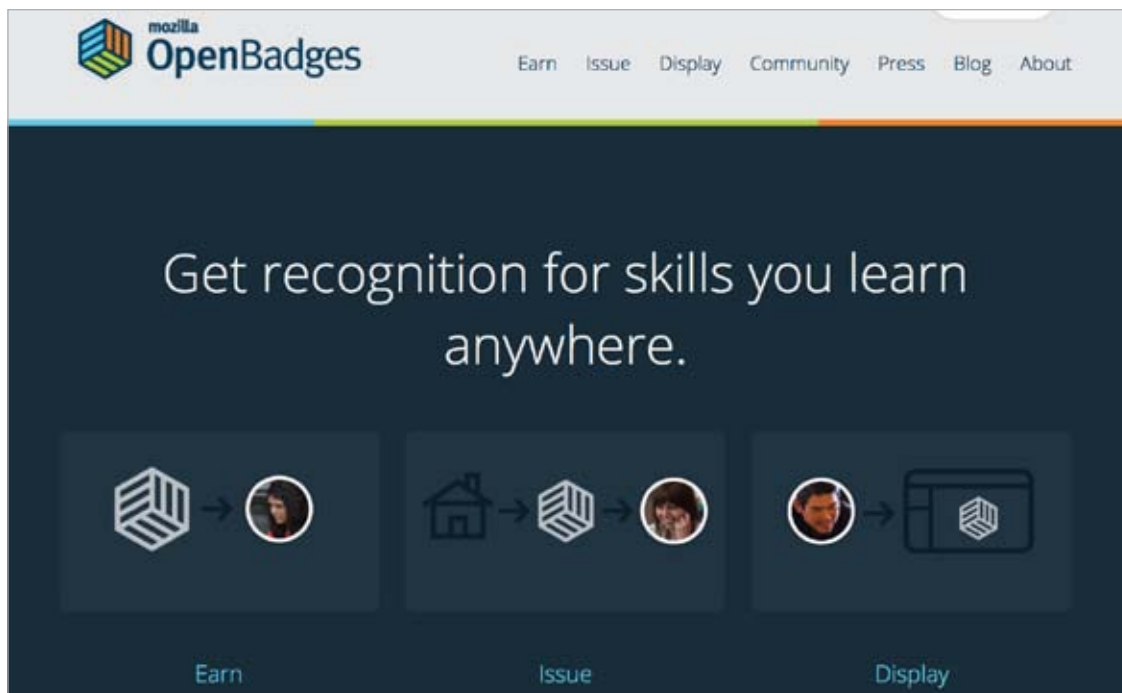 mozilla
OpenBadges
Earn Issue Display Community Press Blog About
Get recognition for skills you learn
anywhere.
Earn Issue Display